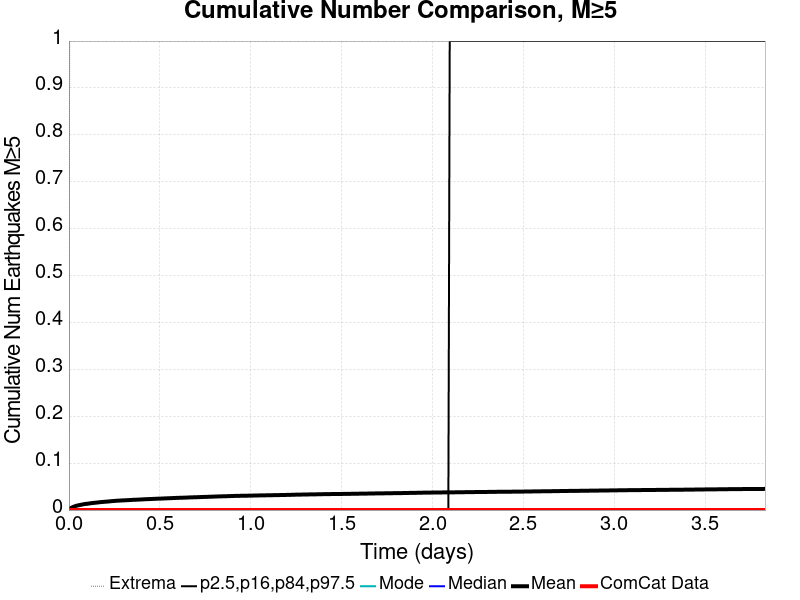 Cumulative Number Comparison, M≥5
Cumulative Num Earthquakes M≥5
1
0.9
0.8
0.7
0.6
0.5
0.4
0.3
0.2
0.1
0
0.0 0.5 1.0 1.5 2.0 2.5 3.0 3.5
Time (days)
Extrema p2.5,p16,p84,p97.5 Mode Median Mean ComCat Data